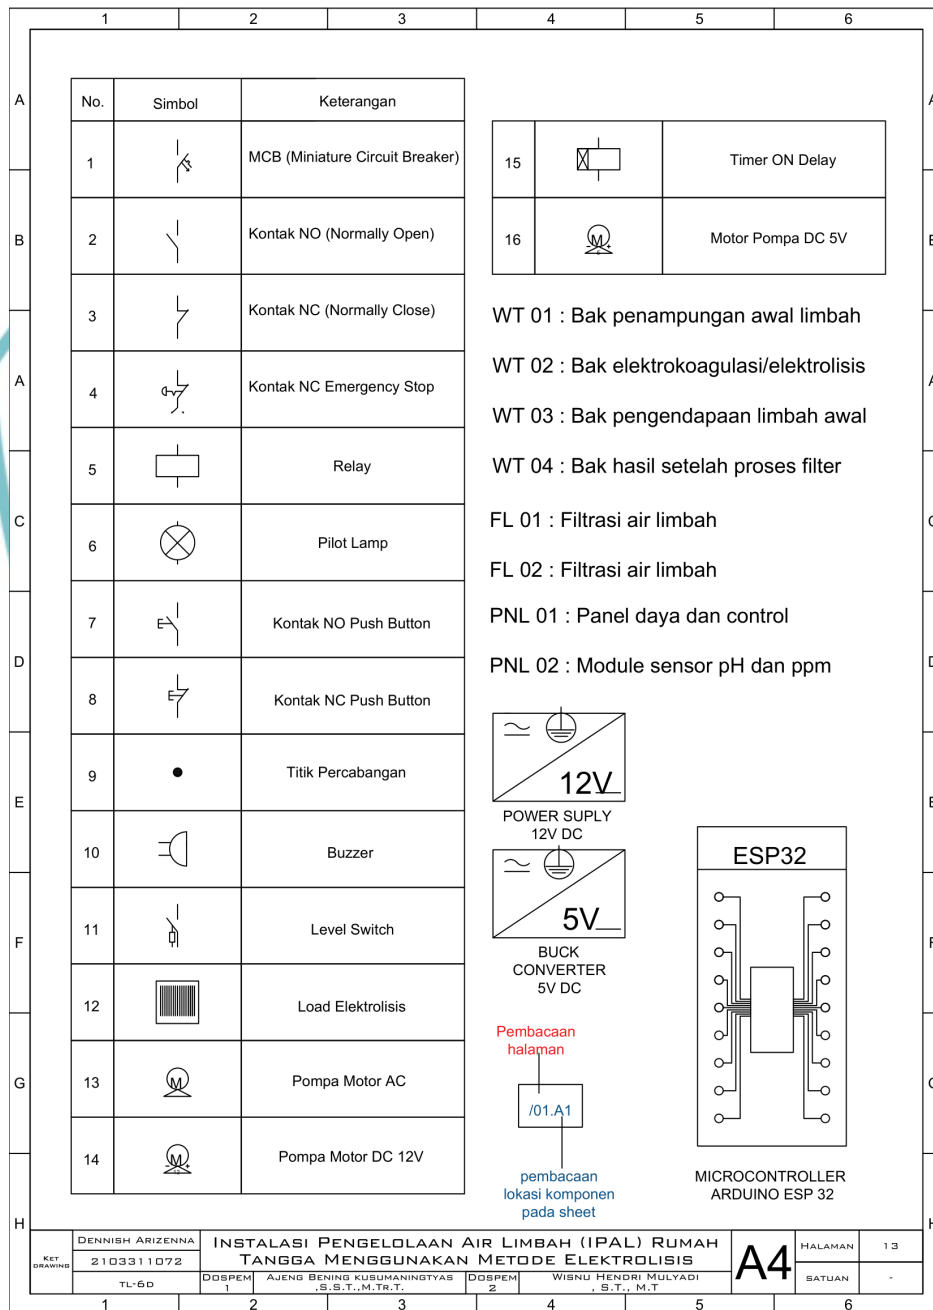 1 2 3 4 5 6
A
B
A
C
D
E
F
G
H
No. Simbol Keterangan
1 MCB (Miniature Circuit Breaker)
2 Kontak NO (Normally Open)
3 Kontak NC (Normally Close)
4 Kontak NC Emergency Stop
5 Relay
6 Pilot Lamp
7 Kontak NO Push Button
8 Kontak NC Push Button
9 Titik Percabangan
10 Buzzer
11 Level Switch
12 Load Elektrolisis
13 M Pompa Motor AC
14 M - + 12 Pompa Motor DC 12V
15 Timer ON Delay
16 M - + Motor Pompa DC 5V
WT 01 : Bak penampungan awal limbah
WT 02 : Bak elektrokoagulasi/elektrolisis
WT 03 : Bak pengendapaan limbah awal
WT 04 : Bak hasil setelah proses filter
FL 01 : Filtrasi air limbah
FL 02 : Filtrasi air limbah
PNL 01 : Panel daya dan control
PNL 02 : Module sensor pH dan ppm
12V
POWER SUPLY
12V DC
5V
BUCK
CONVERTER
5V DC
Pembacaan
halaman
/01.A1
pembacaan
lokasi komponen
pada sheet
ESP32
MICROCONTROLLER
ARDUINO ESP 32
A
B
A
C
D
E
F
G
H
KET
DRAWING
DENNISH ARIZENNA
2103311072
TL-6D
INSTALASI PENGELOLAAN AIR LIMBAH (IPAL) RUMAH
TANGGA MENGGUNAKAN METODE ELEKTROLISIS
DOSPEM
1
AJENG BENING KUSUMANINGTYAS
,S.S.T.,M.TR.T.
DOSPEM
2
WISNU HENDRI MULYADI
, S.T., M.T
A4
HALAMAN 13
SATUAN -
1 2 3 4 5 6